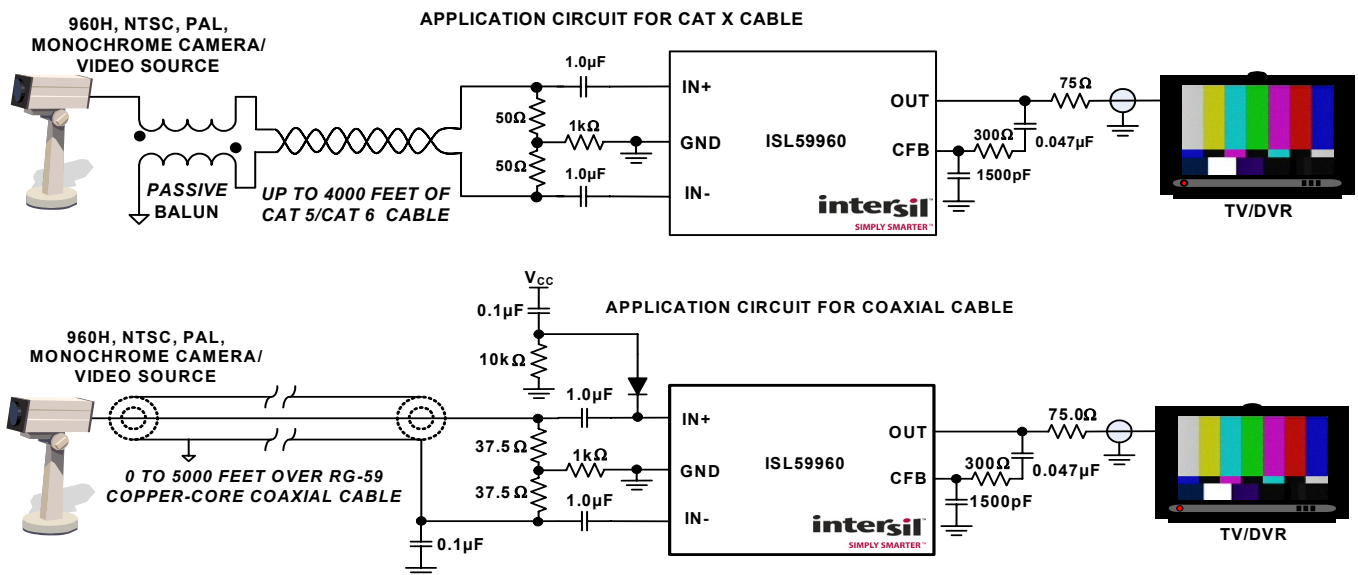 APPLICATION CIRCUIT FOR CAT X CABLE
960H, NTSC, PAL,
MONOCHROME CAMERA/
VIDEO SOURCE
PASSIVE
BALUN
UP TO 4000 FEET OF
CAT 5/CAT 6 CABLE
1.0µF
50Ω
1kΩ
50Ω
1.0µF
IN+
GND
IN-
ISL59960
OUT
CFB
intersil™
SIMPLY SMARTER™
75Ω
300Ω
0.047µF
1500pF
TV/DVR
APPLICATION CIRCUIT FOR COAXIAL CABLE
960H, NTSC, PAL,
MONOCHROME CAMERA/
VIDEO SOURCE
0 TO 5000 FEET OVER RG-59
COPPER-CORE COAXIAL CABLE
VCC
0.1µF
10kΩ
1.0µF
37.5Ω
1kΩ
37.5Ω
1.0µF
0.1µF
IN+
GND
IN-
ISL59960
OUT
CFB
intersil™
SIMPLY SMARTER™
75.0Ω
300Ω
0.047µF
1500pF
TV/DVR